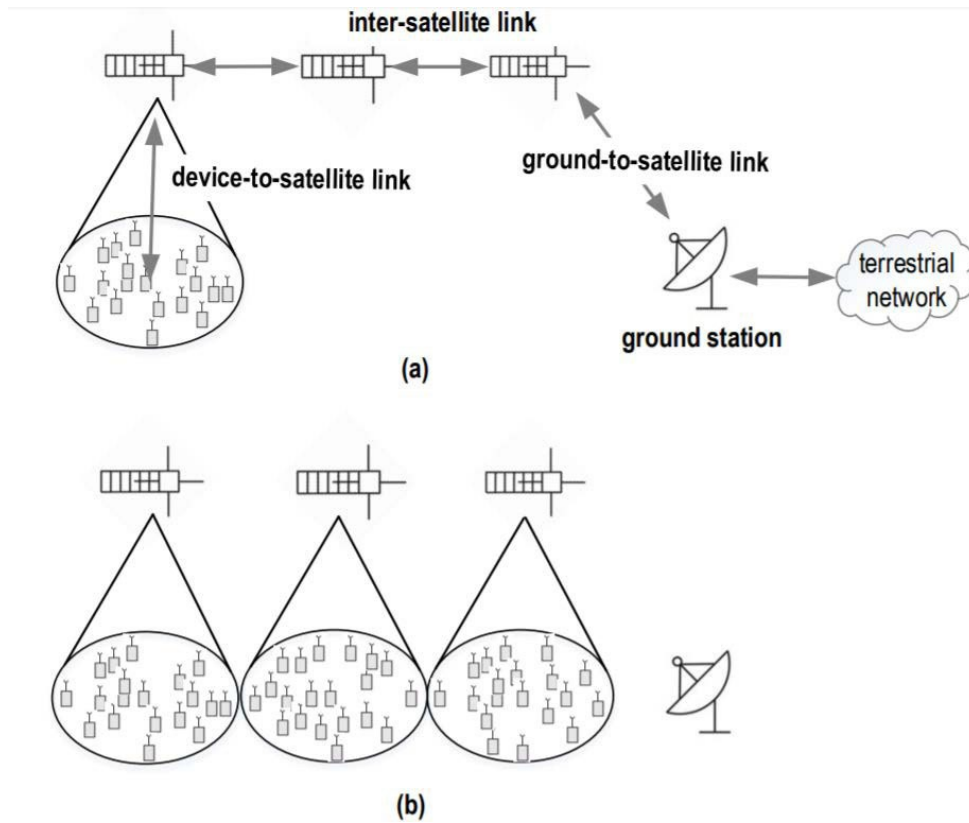 inter-satellite link
device-to-satellite link
ground-to-satellite link
terrestrial
network
ground station
(a)
(b)